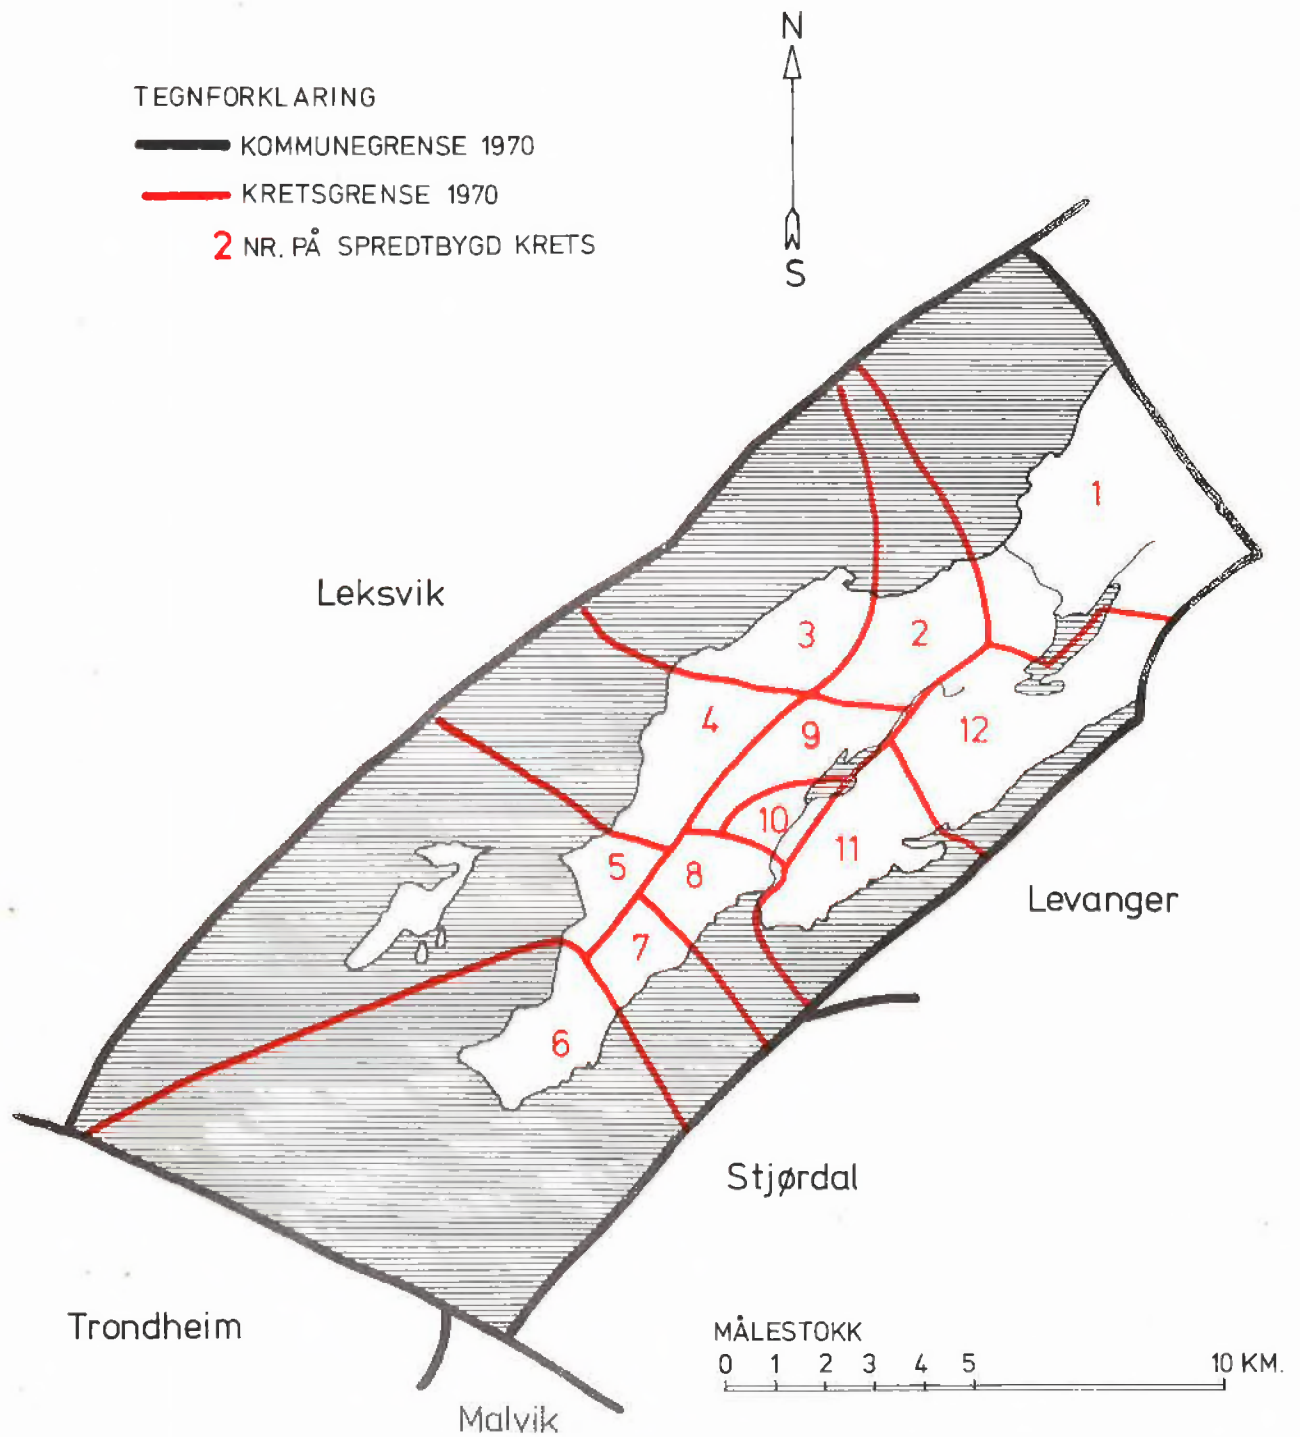 N
S
TEGNFORKLARING
KOMMUNEGRENSE 1970
KRETSGRENSE 1970
2 NR. PÅ SPREDTBYGD KRETS
1
Leksvik
3
2
4
9
12
10
5
8
11
Levanger
7
6
Stjørdal
Trondheim
MÅLESTOKK
0 1 2 3 4 5 10 KM.
Malvik